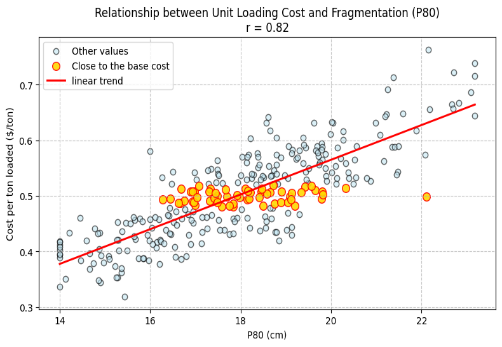 Relationship between Unit Loading Cost and Fragmentation (P80)
r = 0.82
Other values
Close to the base cost
linear trend
Cost per ton loaded ($/ton)
0.7
0.6
0.5
0.4
0.3
14 16 18 20 22
P80 (cm)